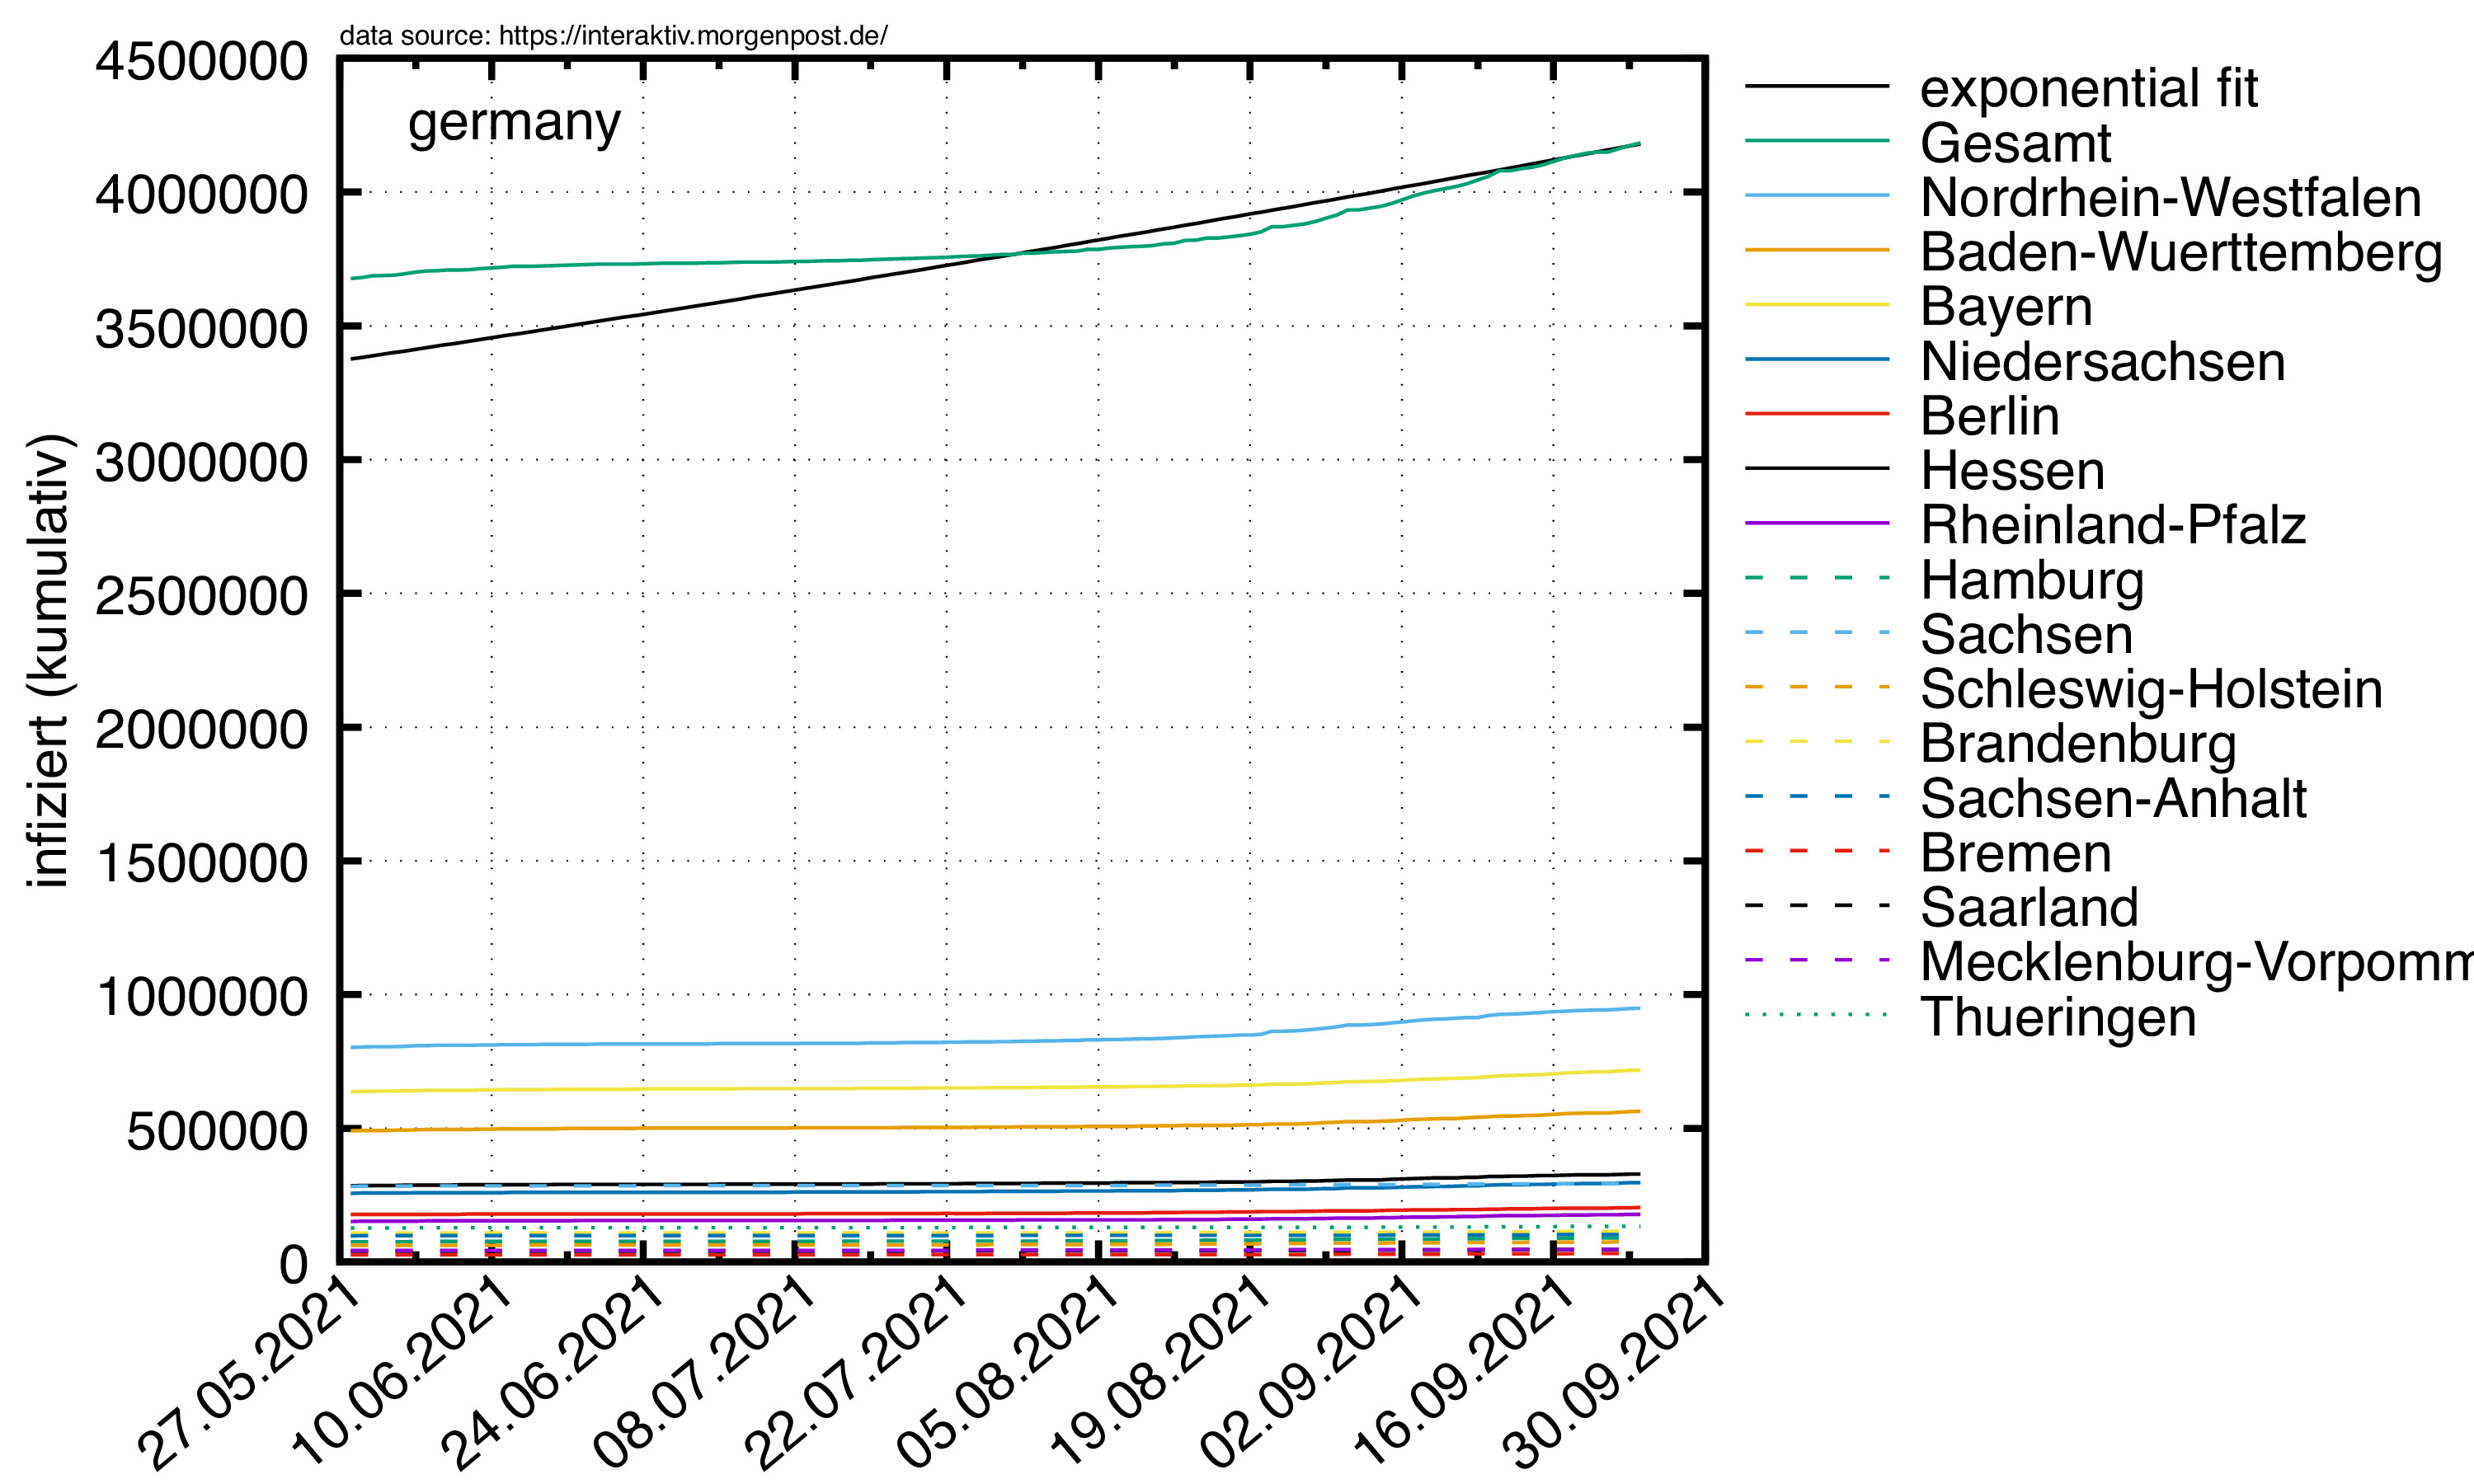 data source: https://interaktiv.morgenpost.de/
germany
infiziert (kumulativ)
4500000
4000000
3500000
3000000
2500000
2000000
1500000
1000000
500000
0
27.05.2021
10.06.2021
24.06.2021
08.07.2021
22.07.2021
05.08.2021
19.08.2021
02.09.2021
16.09.2021
30.09.2021
exponential fit
Gesamt
Nordrhein-Westfalen
Baden-Wuerttemberg
Bayern
Niedersachsen
Berlin
Hessen
Rheinland-Pfalz
Hamburg
Sachsen
Schleswig-Holstein
Brandenburg
Sachsen-Anhalt
Bremen
Saarland
Mecklenburg-Vorpomm
Thueringen